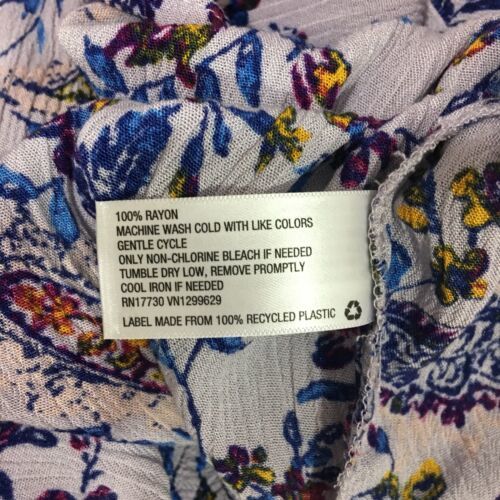 100% RAYON
MACHINE WASH COLD WITH LIKE COLORS
GENTLE CYCLE
ONLY NON-CHLORINE BLEACH IF NEEDED
TUMBLE DRY LOW, REMOVE PROMPTLY
COOL IRON IF NEEDED
RN17730 VN1299629
LABEL MADE FROM 100% RECYCLED PLASTIC